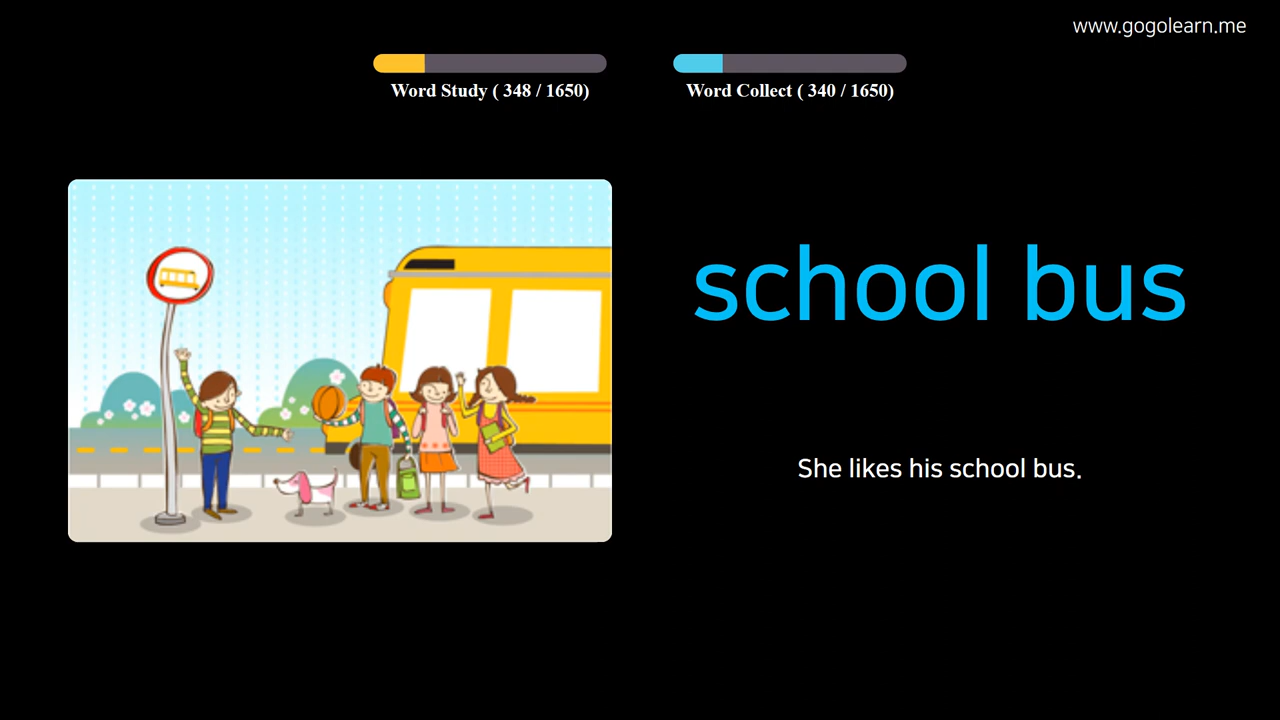 www.gogolearn.me
Word Study ( 348 / 1650)
Word Collect ( 340 / 1650)
school bus
She likes his school bus.